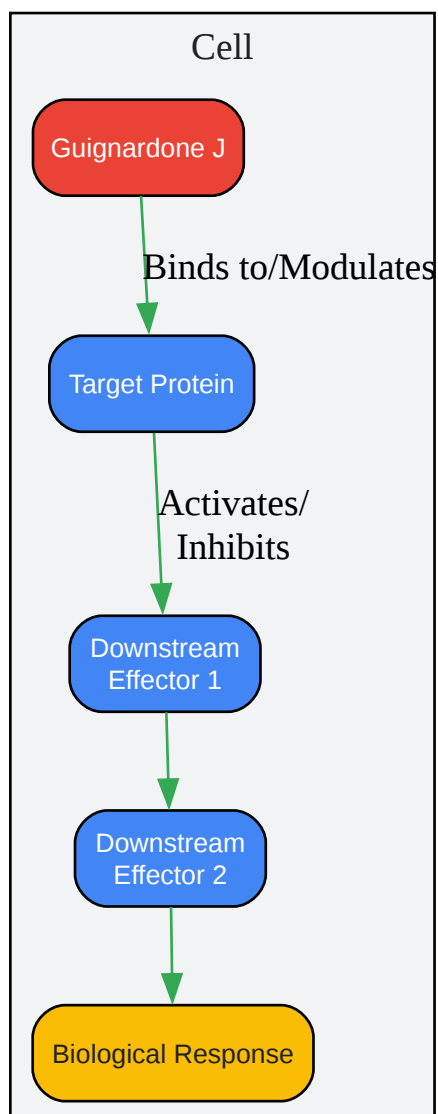 Cell
Guignardone J
Binds to/Modulates
Target Protein
Activates/
Inhibits
Downstream
Effector 1
Downstream
Effector 2
Biological Response